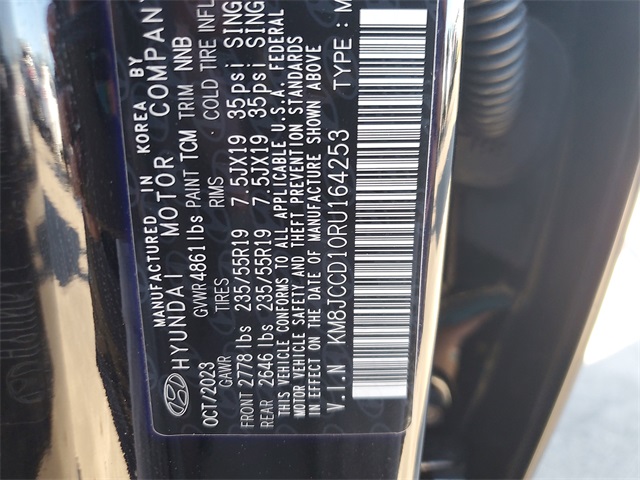 MANUFACTURED IN KOREA BY
HYUNDAI MOTOR COMPANY
OCT/2023 GVWR 4861 lbs PAINT TCM TRIM NNB
GAWR TIRES RIMS COLD TIRE INFL
FRONT 2778 lbs 235/55R19 7.5JX19 35psi SING
REAR 2646 lbs 235/55R19 7.5JX19 35psi SING
THIS VEHICLE CONFORMS TO ALL APPLICABLE U.S.A. FEDERAL
MOTOR VEHICLE SAFETY AND THEFT PREVENTION STANDARDS
IN EFFECT ON THE DATE OF MANUFACTURE SHOWN ABOVE
V.I.N KM8JCCD10RU164253 TYPE : M